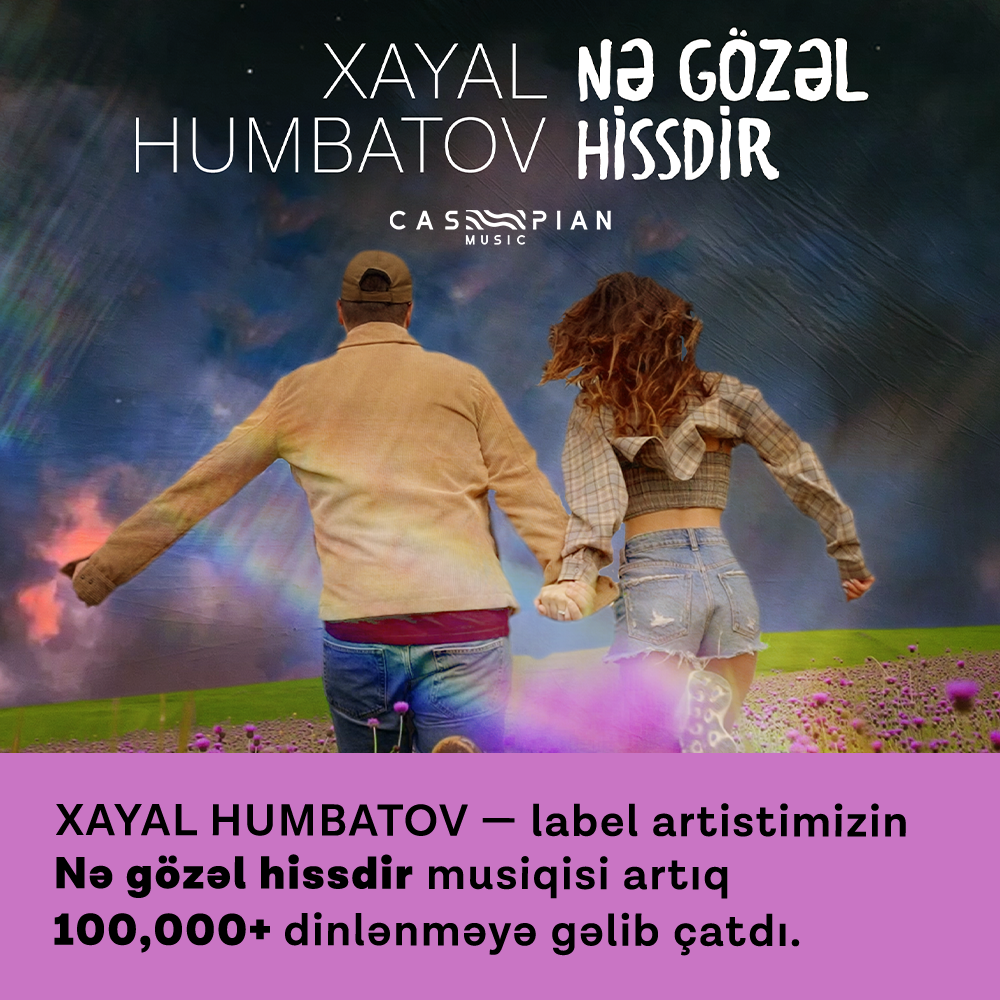 XAYAL
HUMBATOV
NƏ GÖZƏL
HİSSDİR
CASPIAN
MUSIC
XAYAL HUMBATOV — label artistimizin
Nə gözəl hissdir musiqisi artıq
100,000+ dinlənməyə gəlib çatdı.